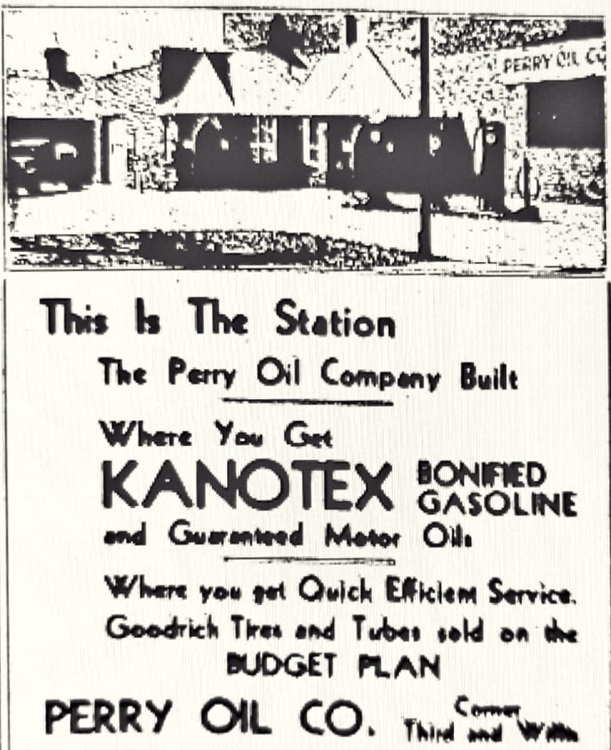 PERRY OIL CO
This Is The Station
The Perry Oil Company Built
Where You Get
KANOTEX BONIFIED GASOLINE
and Guaranteed Motor Oils
Where you get Quick Efficient Service.
Goodrich Tires and Tubes sold on the
BUDGET PLAN
PERRY OIL CO. Corner
Third and